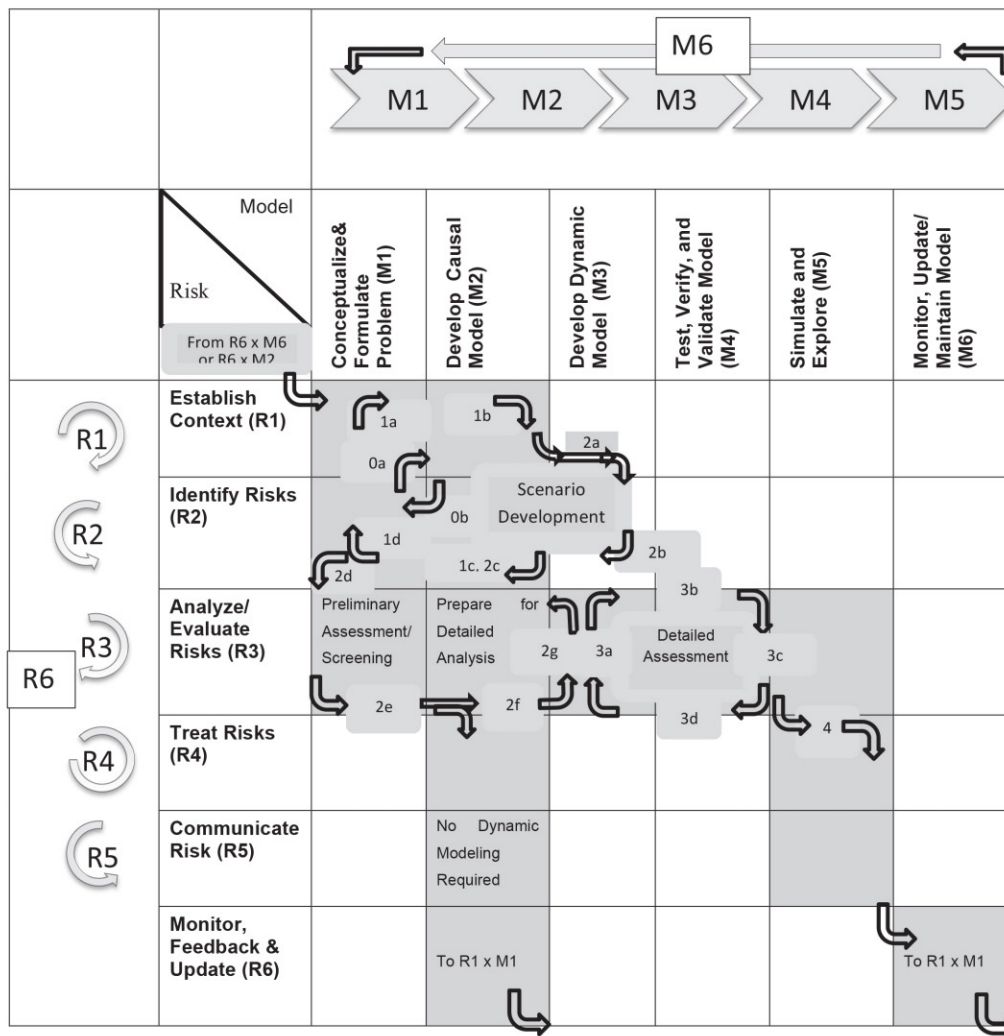 M6
M1
M2
M3
M4
M5
Model
Risk
From R6 x M6
or R6 x M2
Conceptualize&
Formulate
Problem (M1)
Develop Causal
Model (M2)
Develop Dynamic
Model  (M3)
Test, Verify, and
Validate Model
(M4)
Simulate and
Explore (M5)
Monitor, Update/
Maintain Model
(M6)
R1
Establish
Context (R1)
1a
1b
2a
0a
R2
Identify Risks
(R2)
Scenario
Development
0b
1d
1c. 2c
2b
2d
3b
R6
R3
Analyze/
Evaluate
Risks (R3)
Preliminary
Assessment/
Screening
Prepare for
Detailed
Analysis
2g
3a
Detailed
Assessment
3c
2e
2f
3d
R4
Treat Risks
(R4)
4
R5
Communicate
Risk (R5)
No Dynamic
Modeling
Required
Monitor,
Feedback &
Update (R6)
To R1 x M1
To R1 x M1